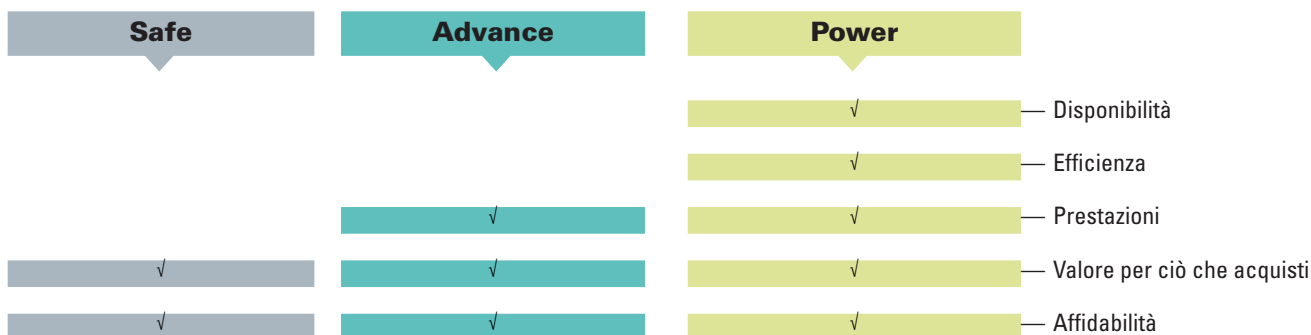 Safe Advance Power
√ Disponibilità
√ Efficienza
√ √ Prestazioni
√ √ √ Valore per ciò che acquisti
√ √ √ Affidabilità